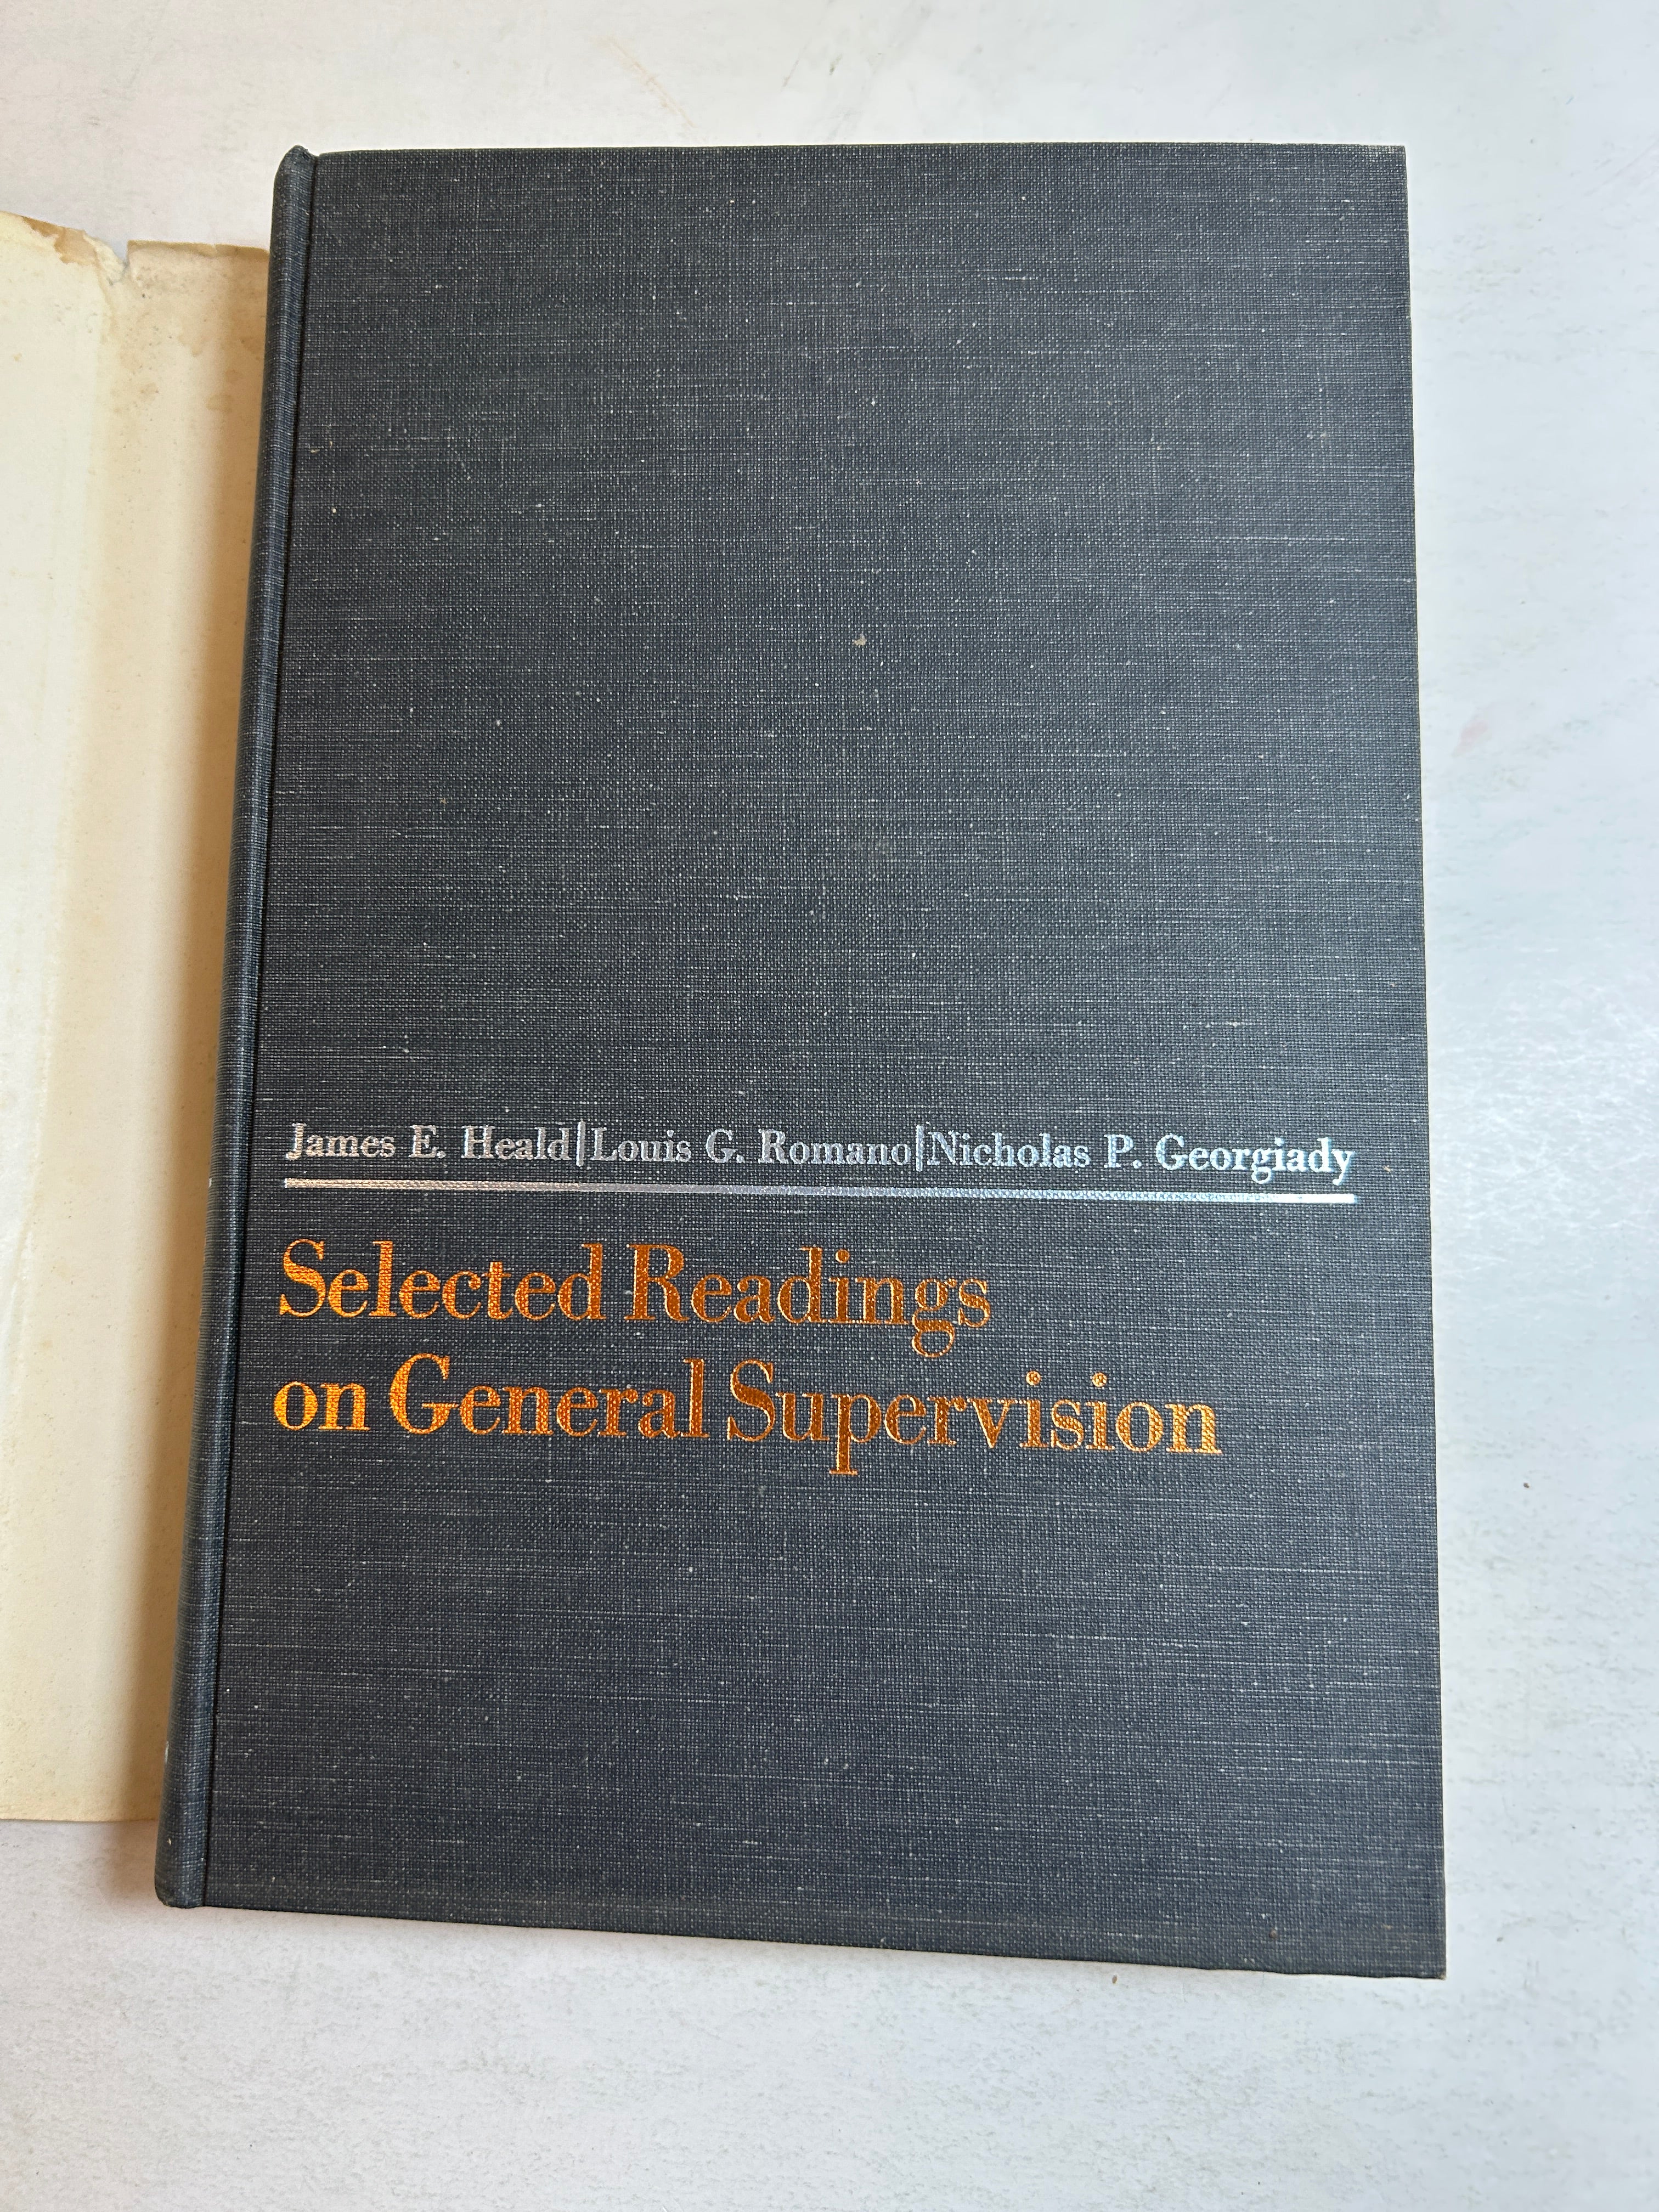 James E. Heald|Louis G. Romano|Nicholas P. Georgiady
Selected Readings
on General Supervision